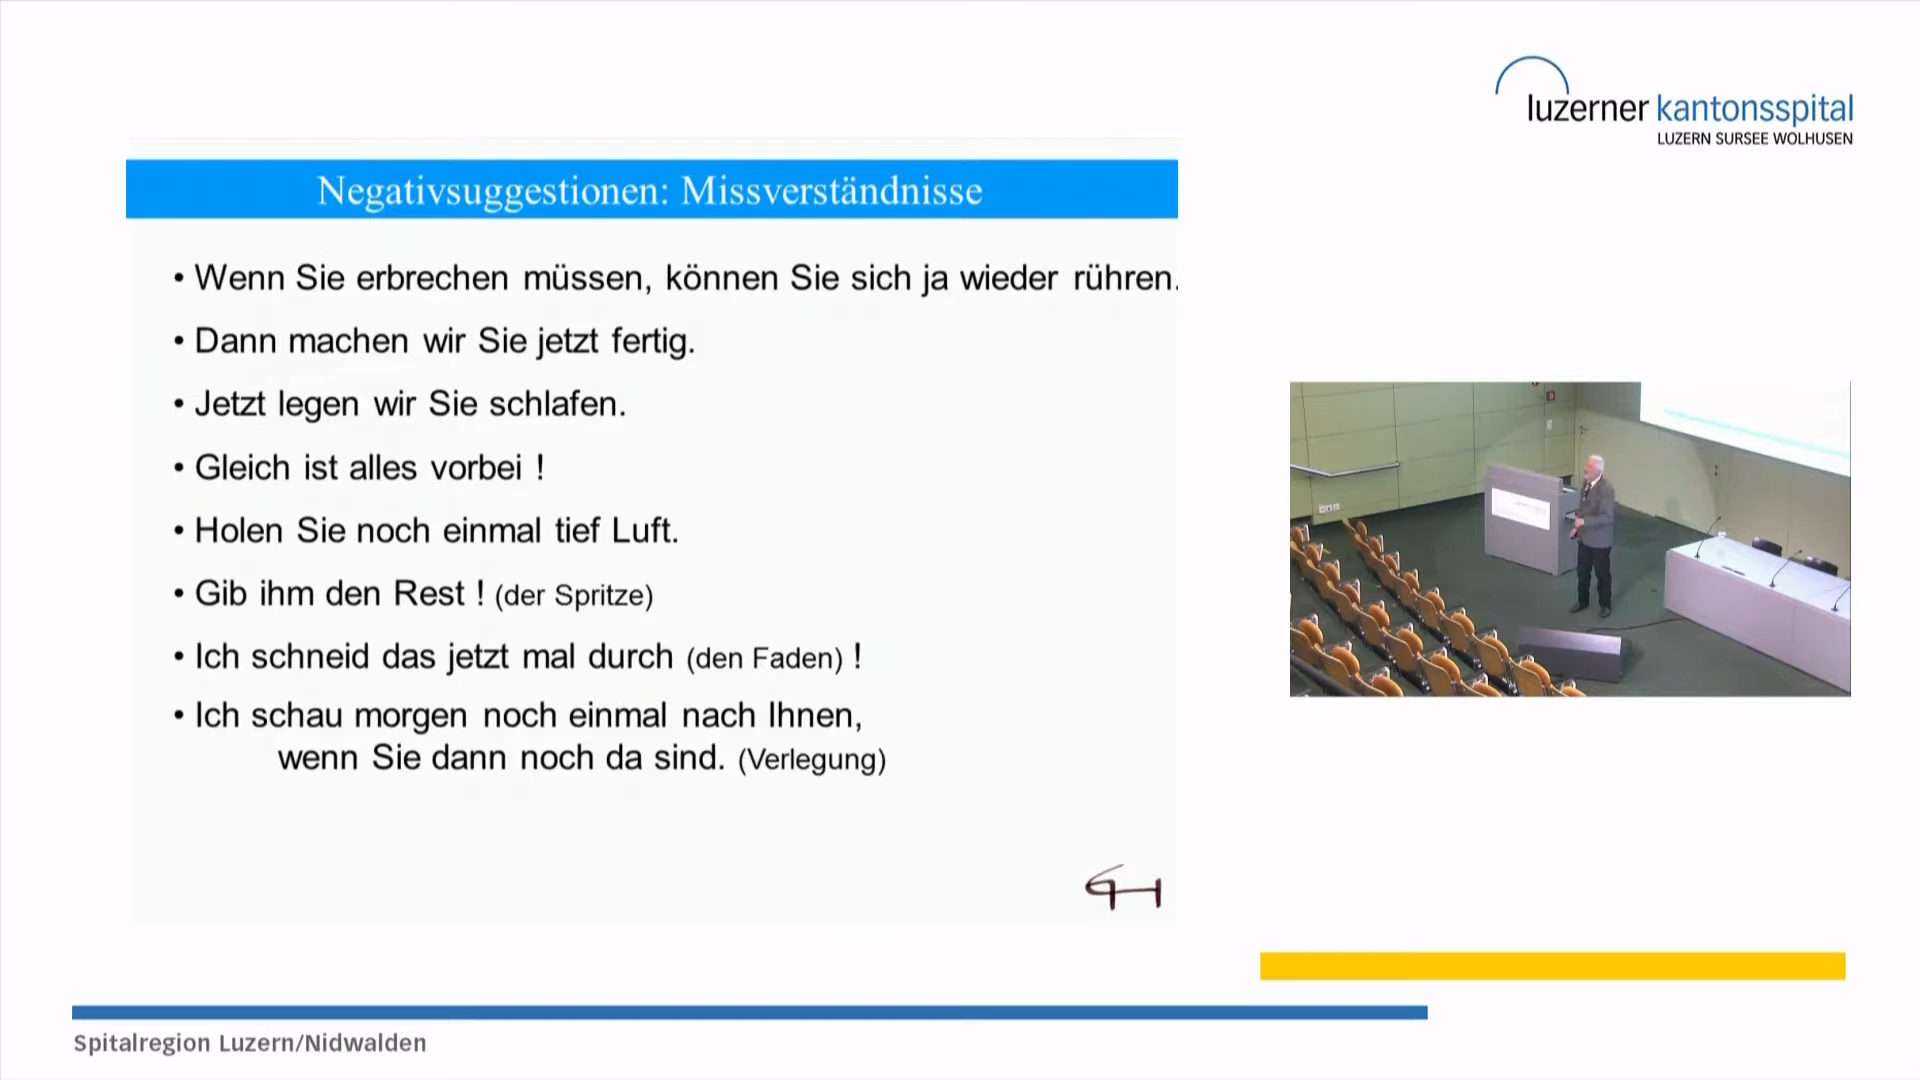 luzerner kantonsspital
LUZERN SURSEE WOLHUSEN
Negativsuggestionen: Missverständnisse
• Wenn Sie erbrechen müssen, können Sie sich ja wieder rühren.
• Dann machen wir Sie jetzt fertig.
• Jetzt legen wir Sie schlafen.
• Gleich ist alles vorbei !
• Holen Sie noch einmal tief Luft.
• Gib ihm den Rest ! (der Spritze)
• Ich schneid das jetzt mal durch (den Faden) !
• Ich schau morgen noch einmal nach Ihnen,
wenn Sie dann noch da sind. (Verlegung)
Spitalregion Luzern/Nidwalden